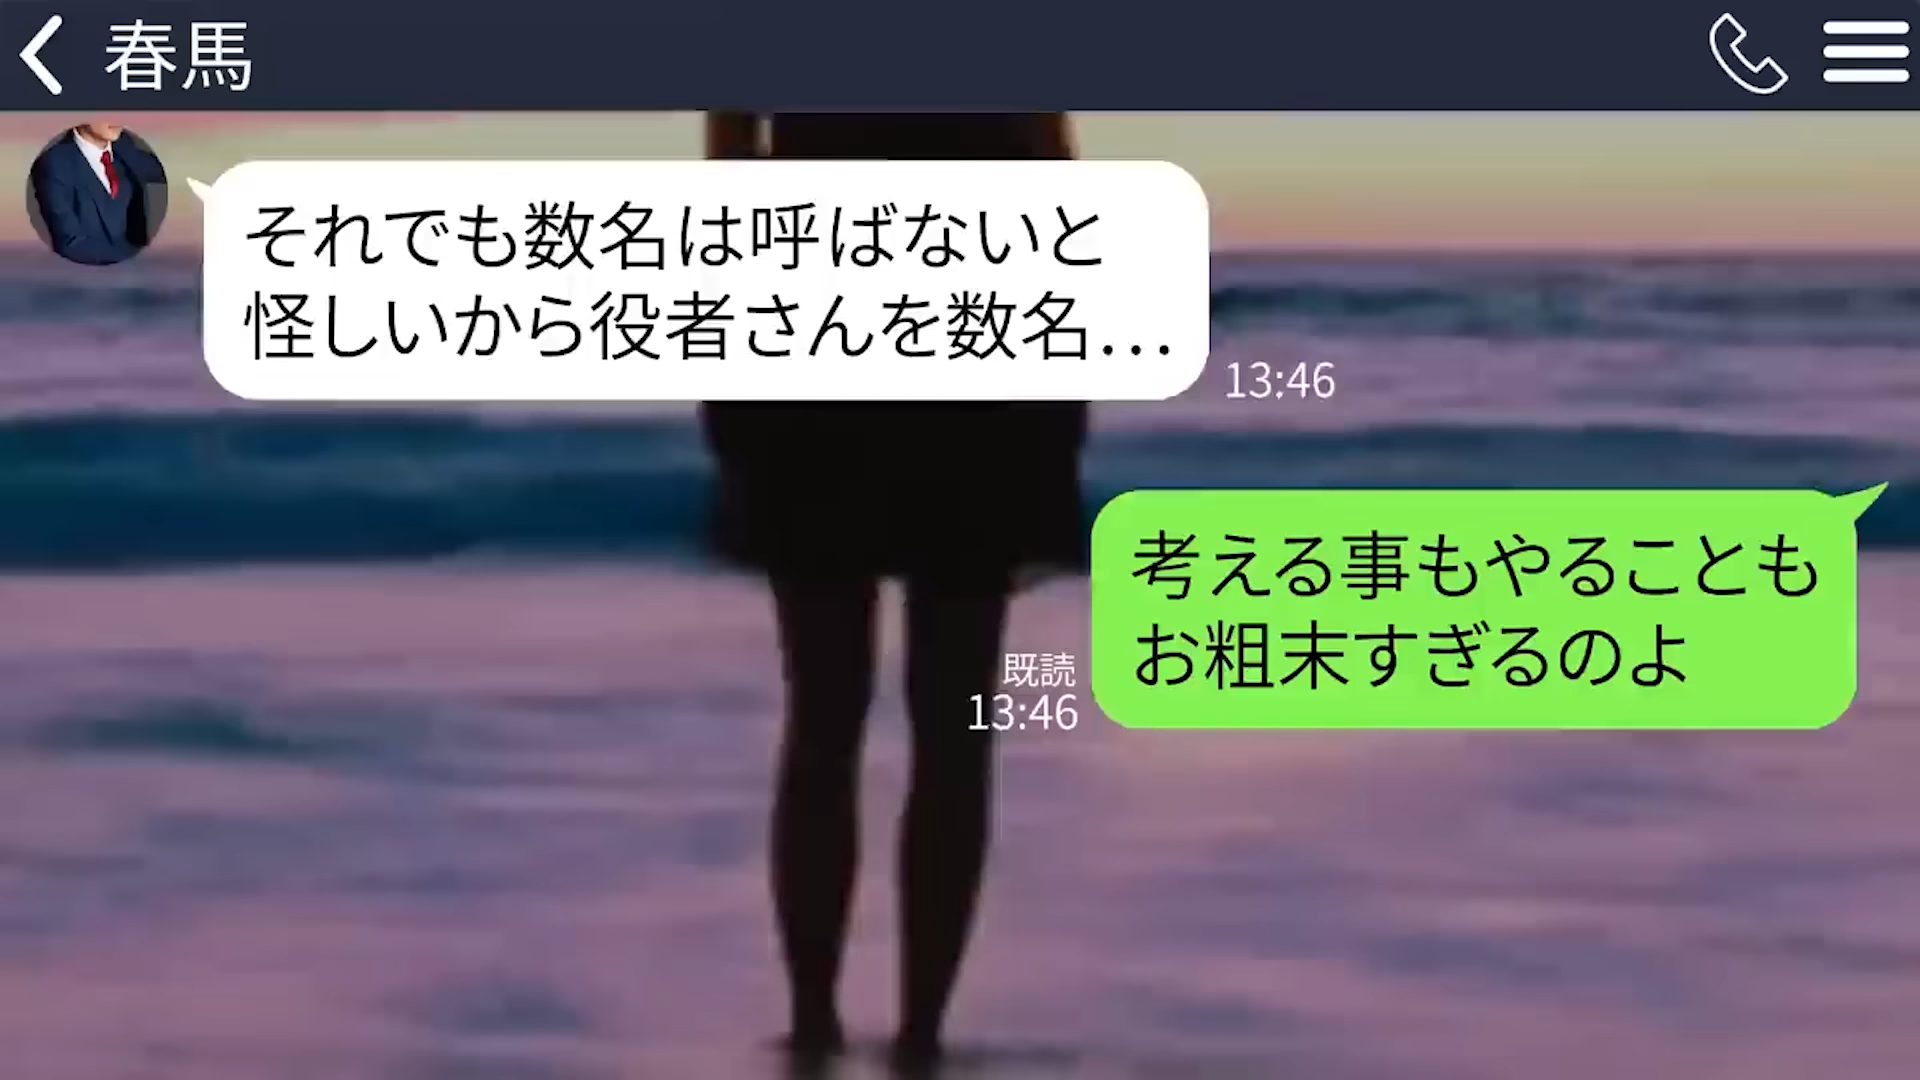 春馬
それでも数名は呼ばないと
怪しいから役者さんを数名…
13:46
考える事もやることも
お粗末すぎるのよ
既読
13:46